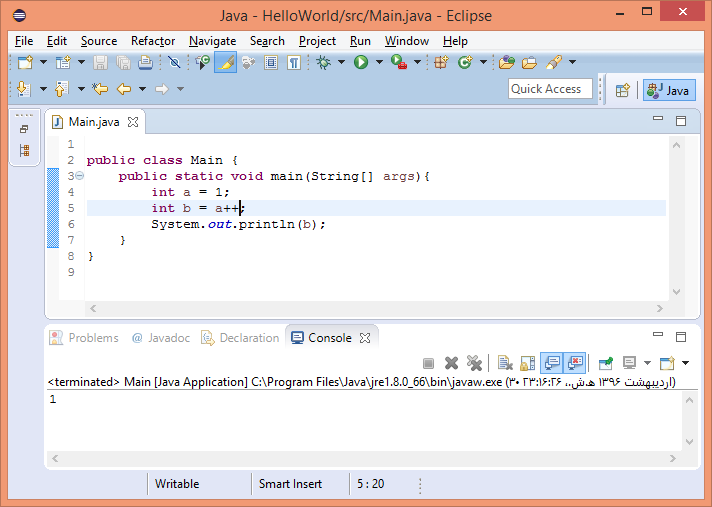 Java - HelloWorld/src/Main.java - Eclipse
File Edit Source Refactor Navigate Search Project Run Window Help
Quick Access Java
Main.java
1
2 public class Main {
3 public static void main(String[] args){
4 int a = 1;
5 int b = a++;
6 System.out.println(b);
7 }
8 }
9
Problems @ Javadoc Declaration Console
<terminated> Main [Java Application] C:\Program Files\Java\jre1.8.0_66\bin\javaw.exe (۳۰ اردیبهشت ۱۳۹۶ ه‍.ش.،‏ ۲۳:۱۶:۲۶)
1
Writable Smart Insert 5 : 20